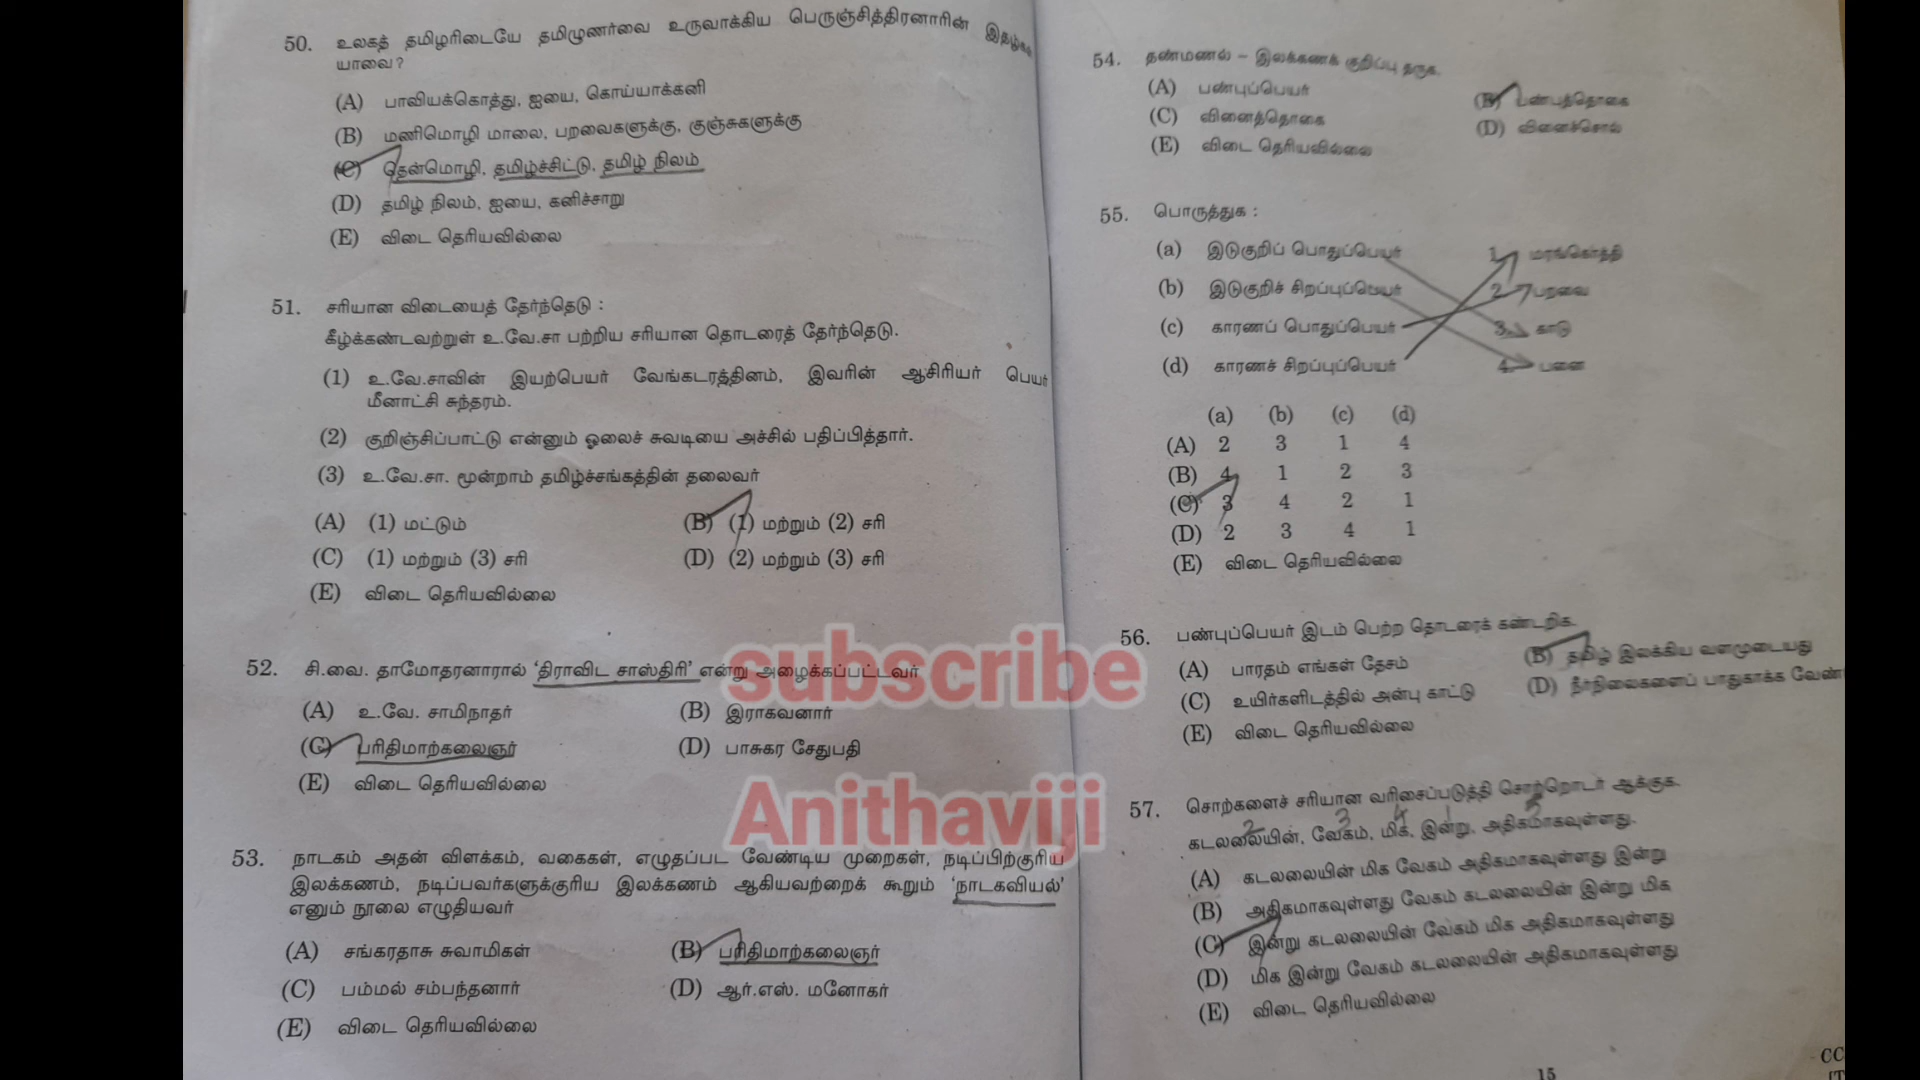 50. உலகத் தமிழரிடையே தமிழுணர்வை உருவாக்கிய பெருஞ்சித்திரனாரின் இதழ்கள்
யாவை?
(A) பாவியக்கொத்து, ஐயை, கொய்யாக்கனி
(B) மணிமொழி மாலை, பறவைகளுக்கு, குஞ்சுகளுக்கு
(C) தென்மொழி, தமிழ்ச்சிட்டு, தமிழ் நிலம்
(D) தமிழ் நிலம், ஐயை, கனிச்சாறு
(E) விடை தெரியவில்லை
51. சரியான விடையைத் தேர்ந்தெடு :
கீழ்க்கண்டவற்றுள் உ.வே.சா பற்றிய சரியான தொடரைத் தேர்ந்தெடு.
(1) உ.வே.சாவின் இயற்பெயர் வேங்கடரத்தினம், இவரின் ஆசிரியர் பெயர்
மீனாட்சி சுந்தரம்.
(2) குறிஞ்சிப்பாட்டு என்னும் ஓலைச் சுவடியை அச்சில் பதிப்பித்தார்.
(3) உ.வே.சா. மூன்றாம் தமிழ்ச்சங்கத்தின் தலைவர்
(A) (1) மட்டும் (B) (1) மற்றும் (2) சரி
(C) (1) மற்றும் (3) சரி (D) (2) மற்றும் (3) சரி
(E) விடை தெரியவில்லை
52. சி.வை. தாமோதரனாரால் ‘திராவிட சாஸ்திரி’ என்று அழைக்கப்பட்டவர்
(A) உ.வே. சாமிநாதர் (B) இராகவனார்
(C) பரிதிமாற்கலைஞர் (D) பாசுகர சேதுபதி
(E) விடை தெரியவில்லை
53. நாடகம் அதன் விளக்கம், வகைகள், எழுதப்பட வேண்டிய முறைகள், நடிப்பிற்குரிய
இலக்கணம், நடிப்பவர்களுக்குரிய இலக்கணம் ஆகியவற்றைக் கூறும் ‘நாடகவியல்’
எனும் நூலை எழுதியவர்
(A) சங்கரதாசு சுவாமிகள் (B) பரிதிமாற்கலைஞர்
(C) பம்மல் சம்பந்தனார் (D) ஆர்.எஸ். மனோகர்
(E) விடை தெரியவில்லை
54. தண்மணல் – இலக்கணக் குறிப்பு தருக.
(A) பண்புப்பெயர் (B) பண்புத்தொகை
(C) வினைத்தொகை (D) வினைச்சொல்
(E) விடை தெரியவில்லை
55. பொருத்துக :
(a) இடுகுறிப் பொதுப்பெயர் 1. மரங்கொத்தி
(b) இடுகுறிச் சிறப்புப்பெயர் 2. பறவை
(c) காரணப் பொதுப்பெயர் 3. காடு
(d) காரணச் சிறப்புப்பெயர் 4. பனை
(a) (b) (c) (d)
(A) 2 3 1 4
(B) 4 1 2 3
(C) 3 4 2 1
(D) 2 3 4 1
(E) விடை தெரியவில்லை
56. பண்புப்பெயர் இடம் பெற்ற தொடரைக் கண்டறிக.
(A) பாரதம் எங்கள் தேசம் (B) தமிழ் இலக்கிய வளமுடையது
(C) உயிர்களிடத்தில் அன்பு காட்டு (D) நீர்நிலைகளைப் பாதுகாக்க வேண்
(E) விடை தெரியவில்லை
57. சொற்களைச் சரியான வரிசைப்படுத்தி சொற்றொடர் ஆக்குக.
2 3 4 1 5
கடலலையின், வேகம், மிக, இன்று, அதிகமாகவுள்ளது.
(A) கடலலையின் மிக வேகம் அதிகமாகவுள்ளது இன்று
(B) அதிகமாகவுள்ளது வேகம் கடலலையின் இன்று மிக
(C) இன்று கடலலையின் வேகம் மிக அதிகமாகவுள்ளது
(D) மிக இன்று வேகம் கடலலையின் அதிகமாகவுள்ளது
(E) விடை தெரியவில்லை
15
CC
[T
subscribe
Anithaviji